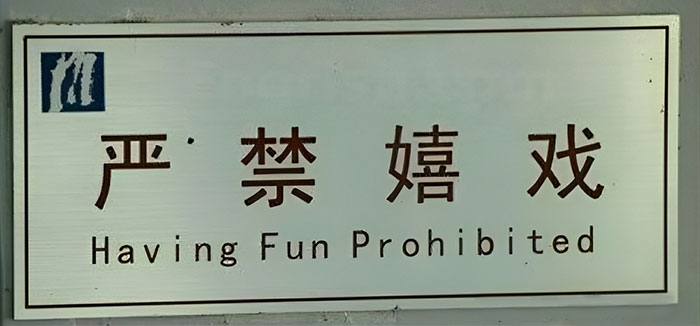 严禁嬉戏
Having Fun Prohibited